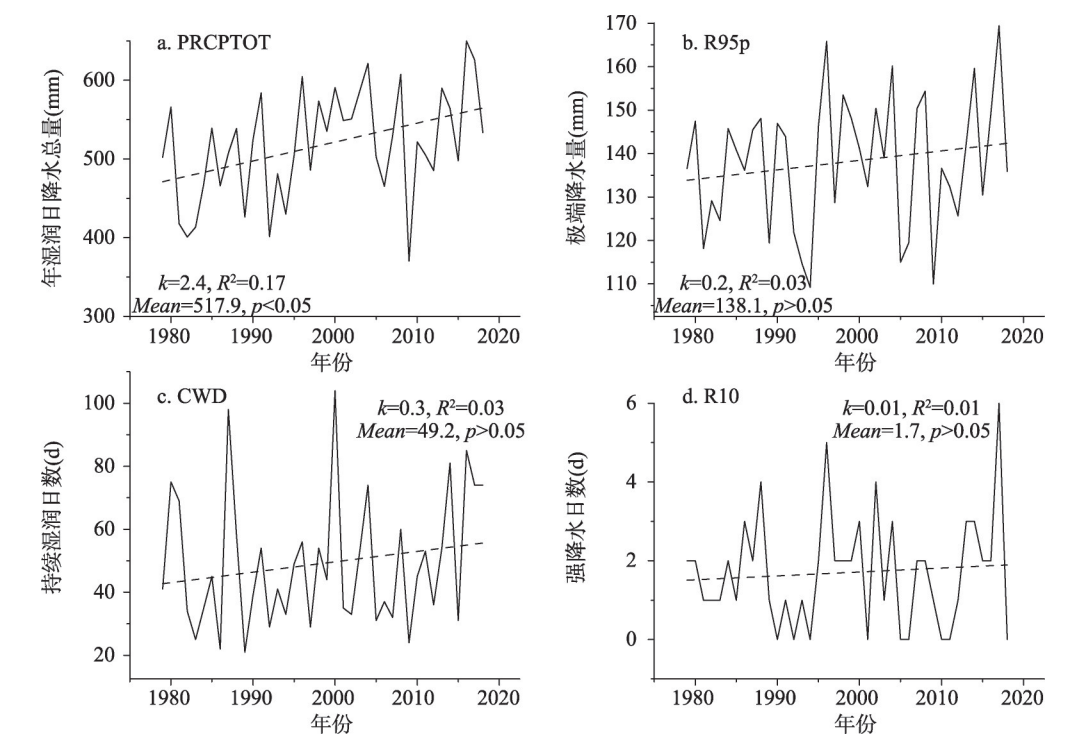 a. PRCPTOT
年湿润日降水总量(mm)
600
500
400
300
k=2.4, R²=0.17
Mean=517.9, p<0.05
1980 1990 2000 2010 2020
年份
b. R95p
极端降水量(mm)
170
160
150
140
130
120
110
k=0.2, R²=0.03
Mean=138.1, p>0.05
1980 1990 2000 2010 2020
年份
c. CWD
持续湿润日数(d)
100
80
60
40
20
k=0.3, R²=0.03
Mean=49.2, p>0.05
1980 1990 2000 2010 2020
年份
d. R10
强降水日数(d)
6
4
2
0
k=0.01, R²=0.01
Mean=1.7, p>0.05
1980 1990 2000 2010 2020
年份